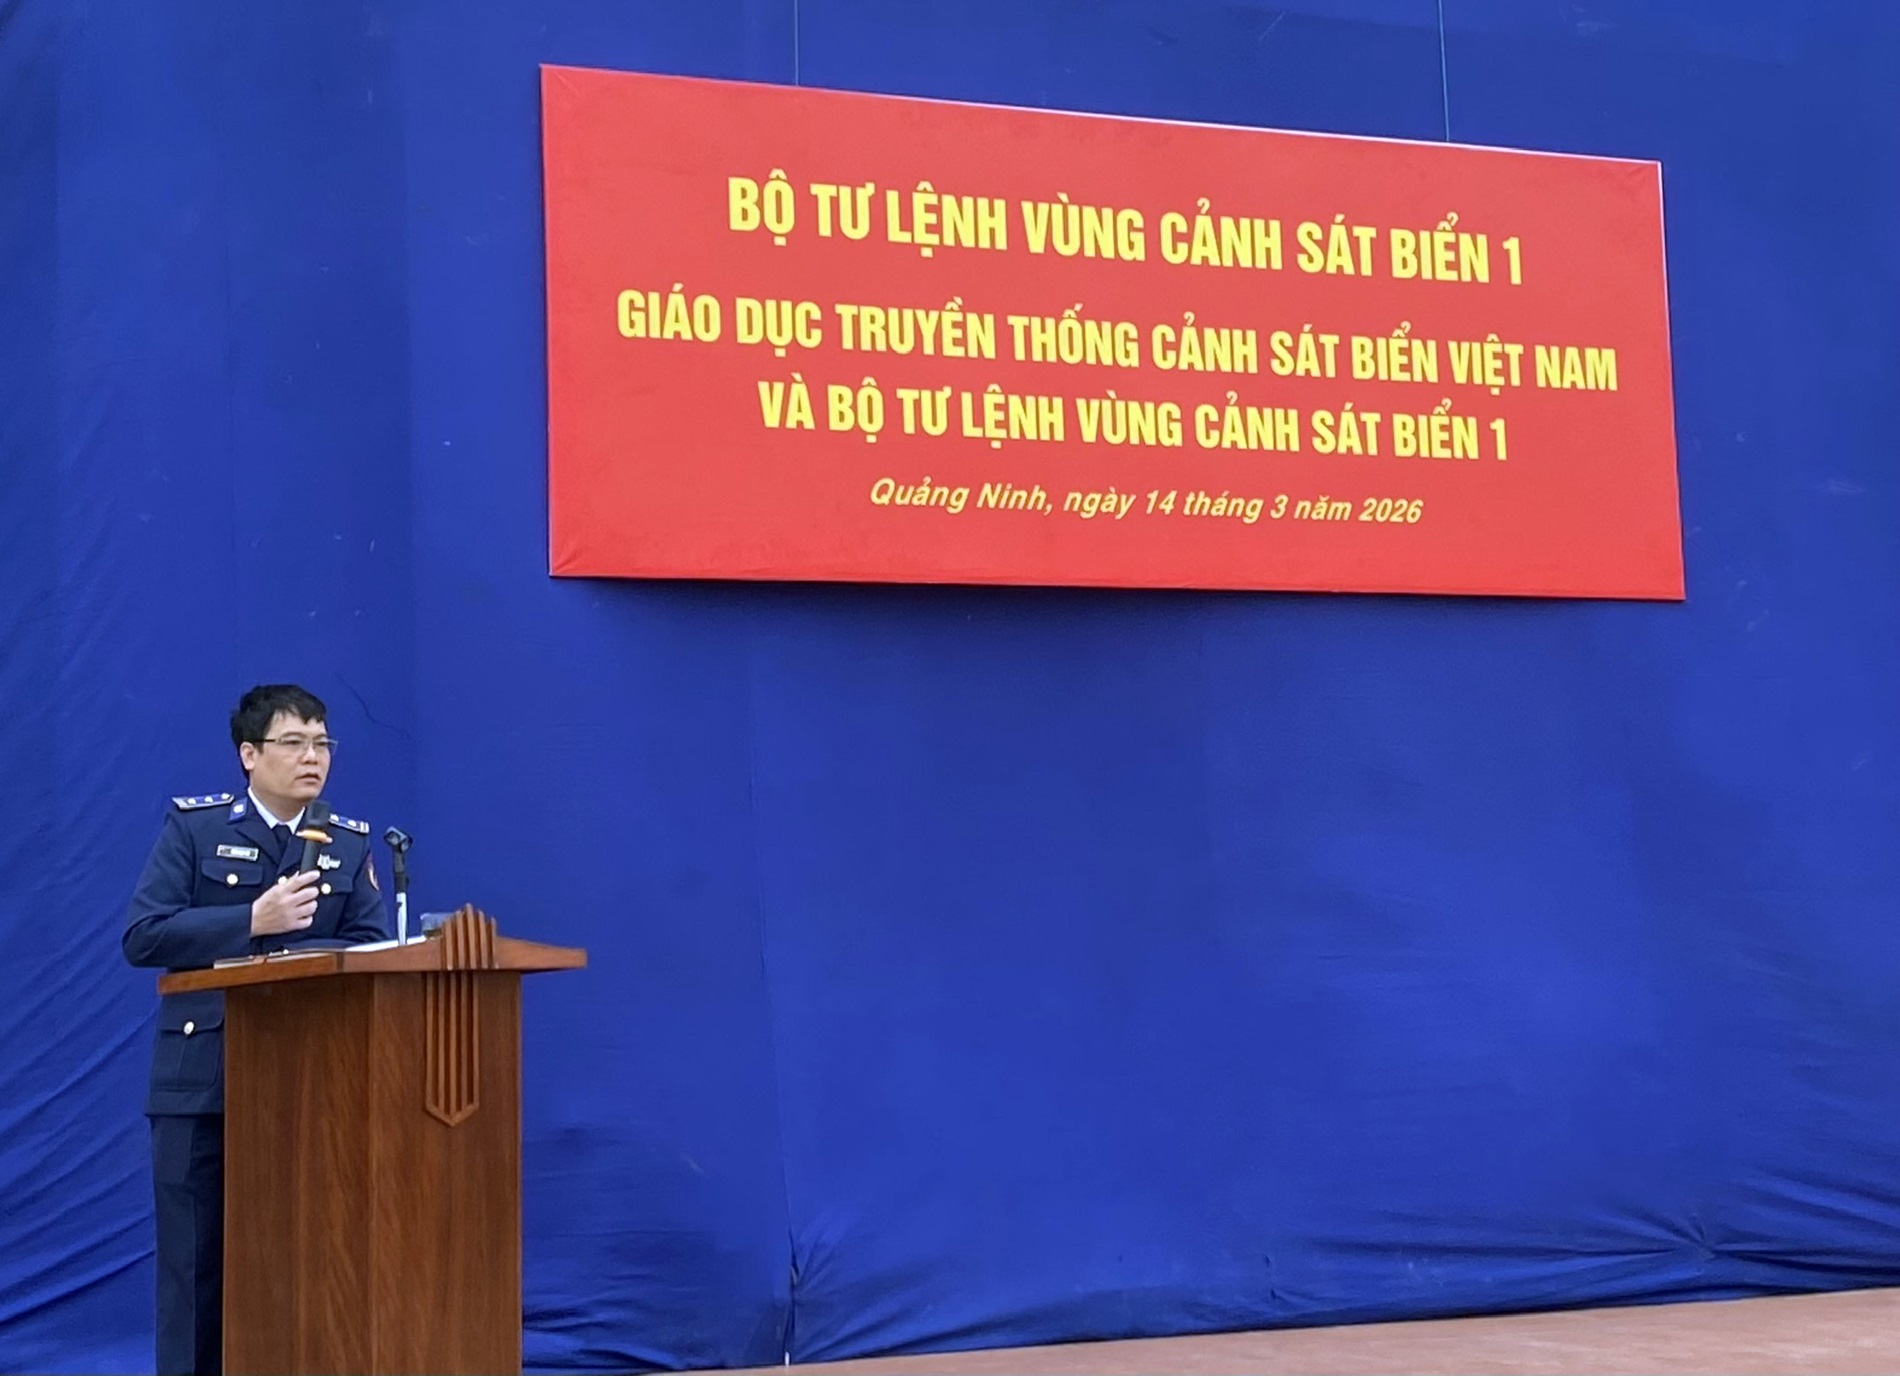 BỘ TƯ LỆNH VÙNG CẢNH SÁT BIỂN 1
GIÁO DỤC TRUYỀN THỐNG CẢNH SÁT BIỂN VIỆT NAM
VÀ BỘ TƯ LỆNH VÙNG CẢNH SÁT BIỂN 1
Quảng Ninh, ngày 14 tháng 3 năm 2026